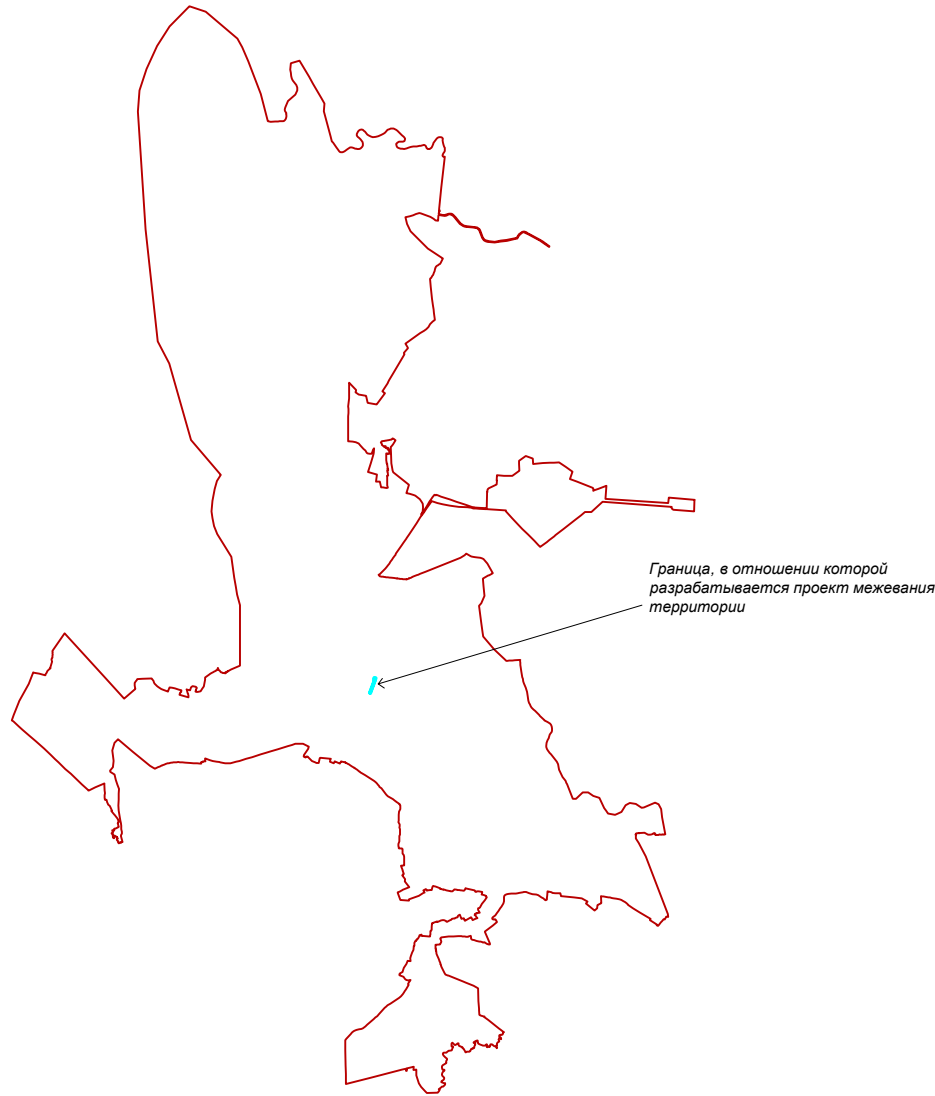 Граница, в отношении которой
разрабатывается проект межевания
территории